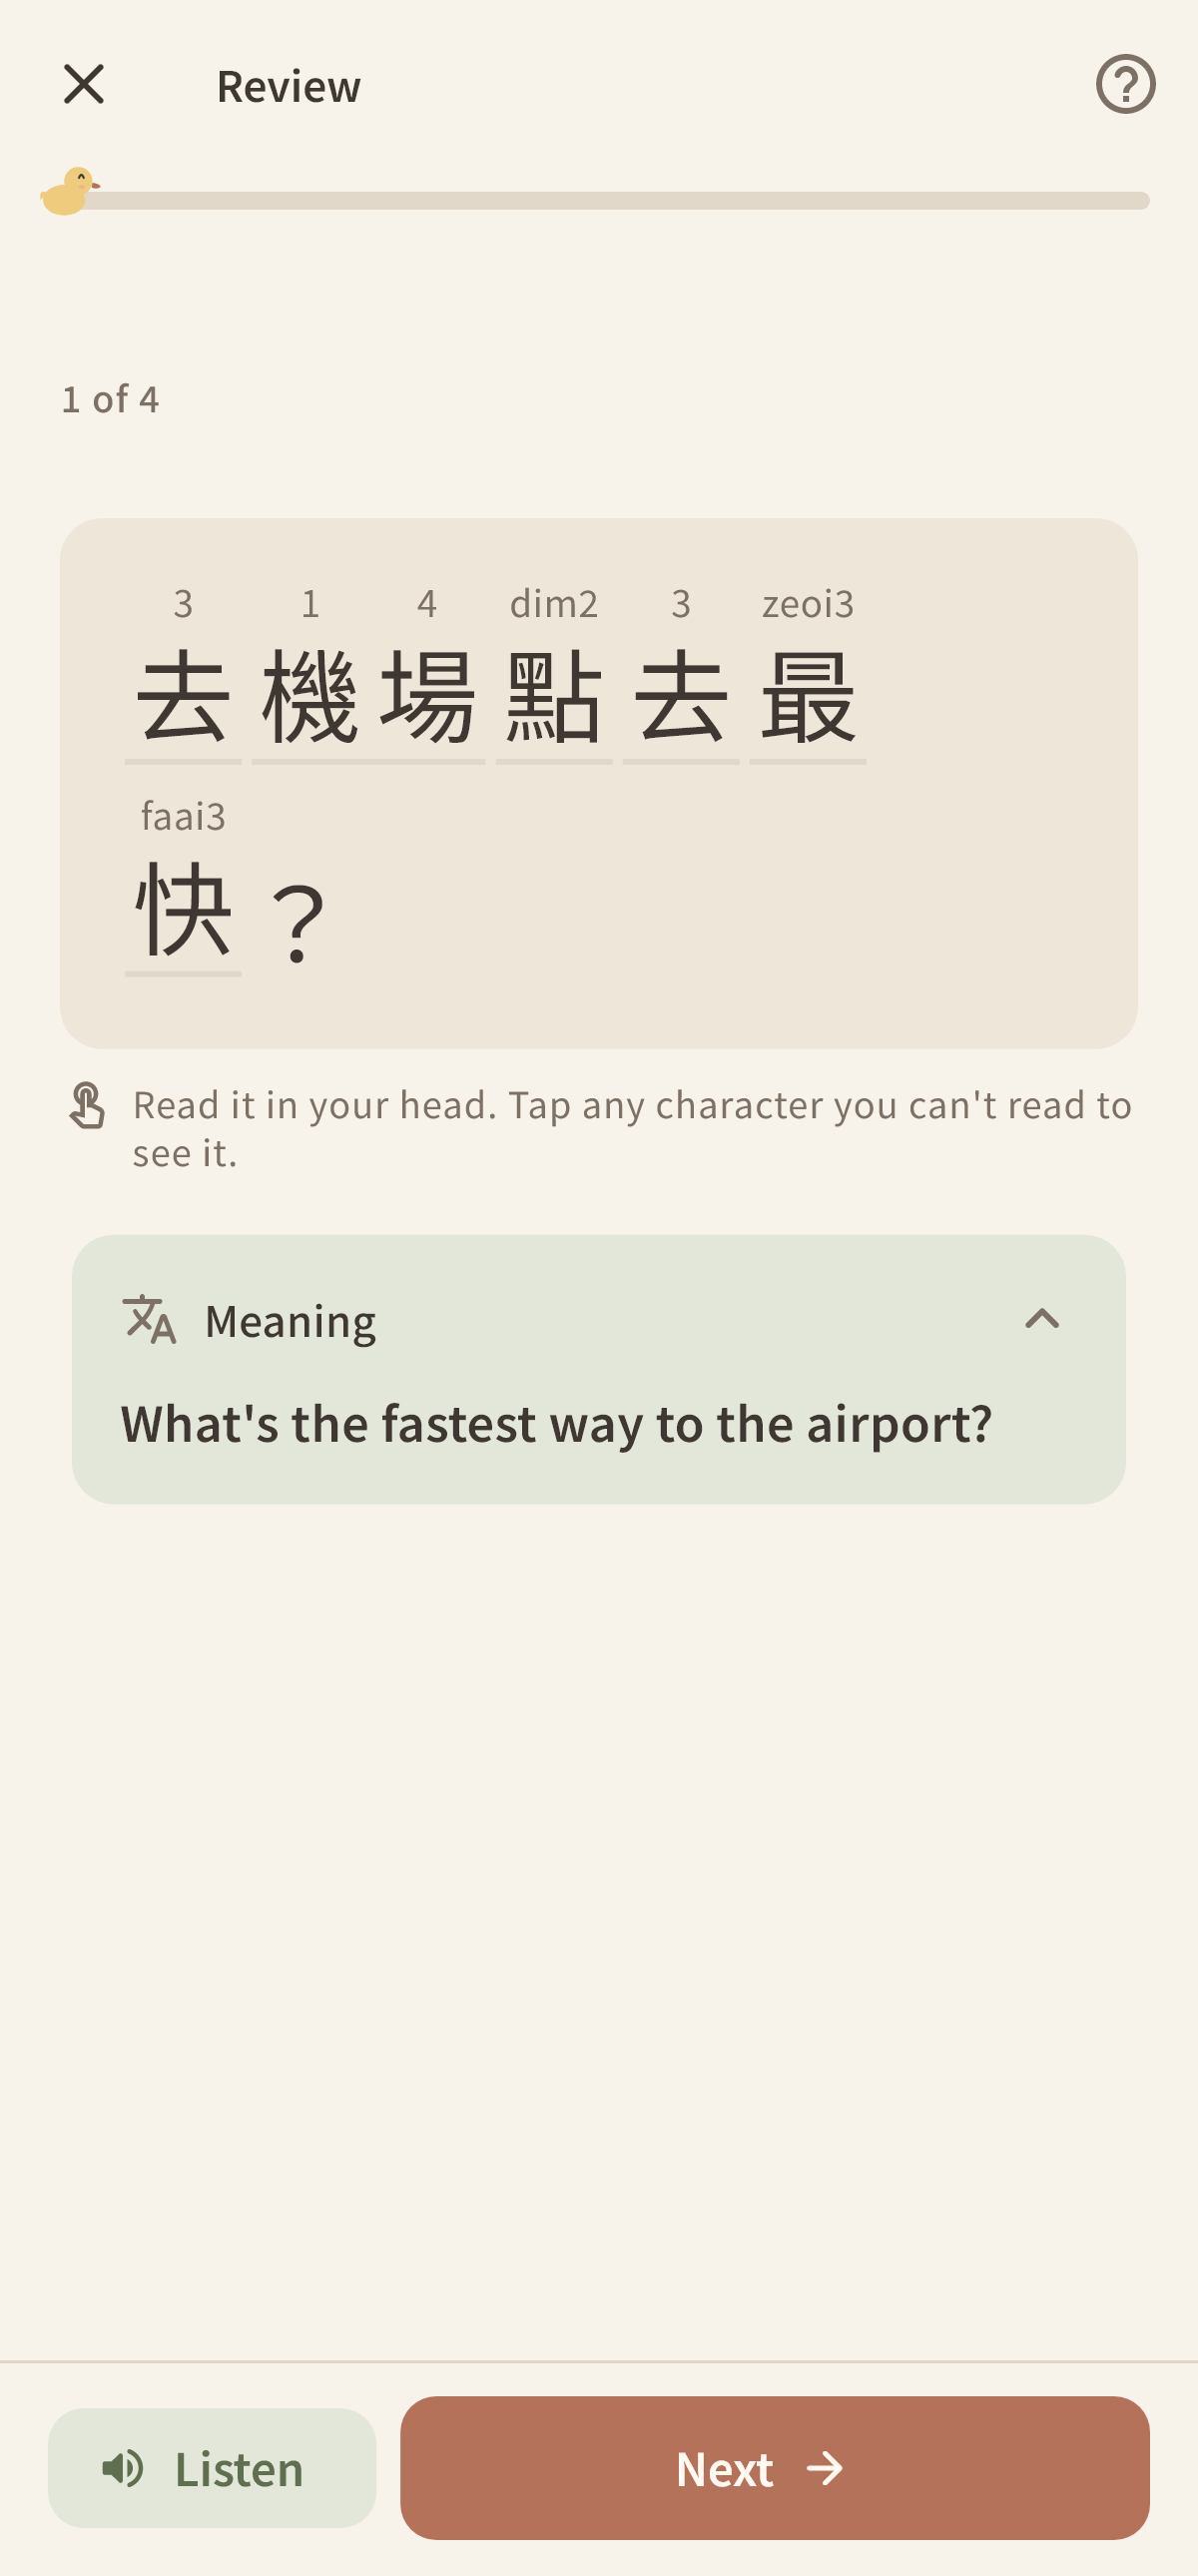 Review
1 of 4
3 1 4 dim2 3 zeoi3
去機場點去最
faai3
快？
Read it in your head. Tap any character you can't read to
see it.
Meaning
What's the fastest way to the airport?
Listen
Next